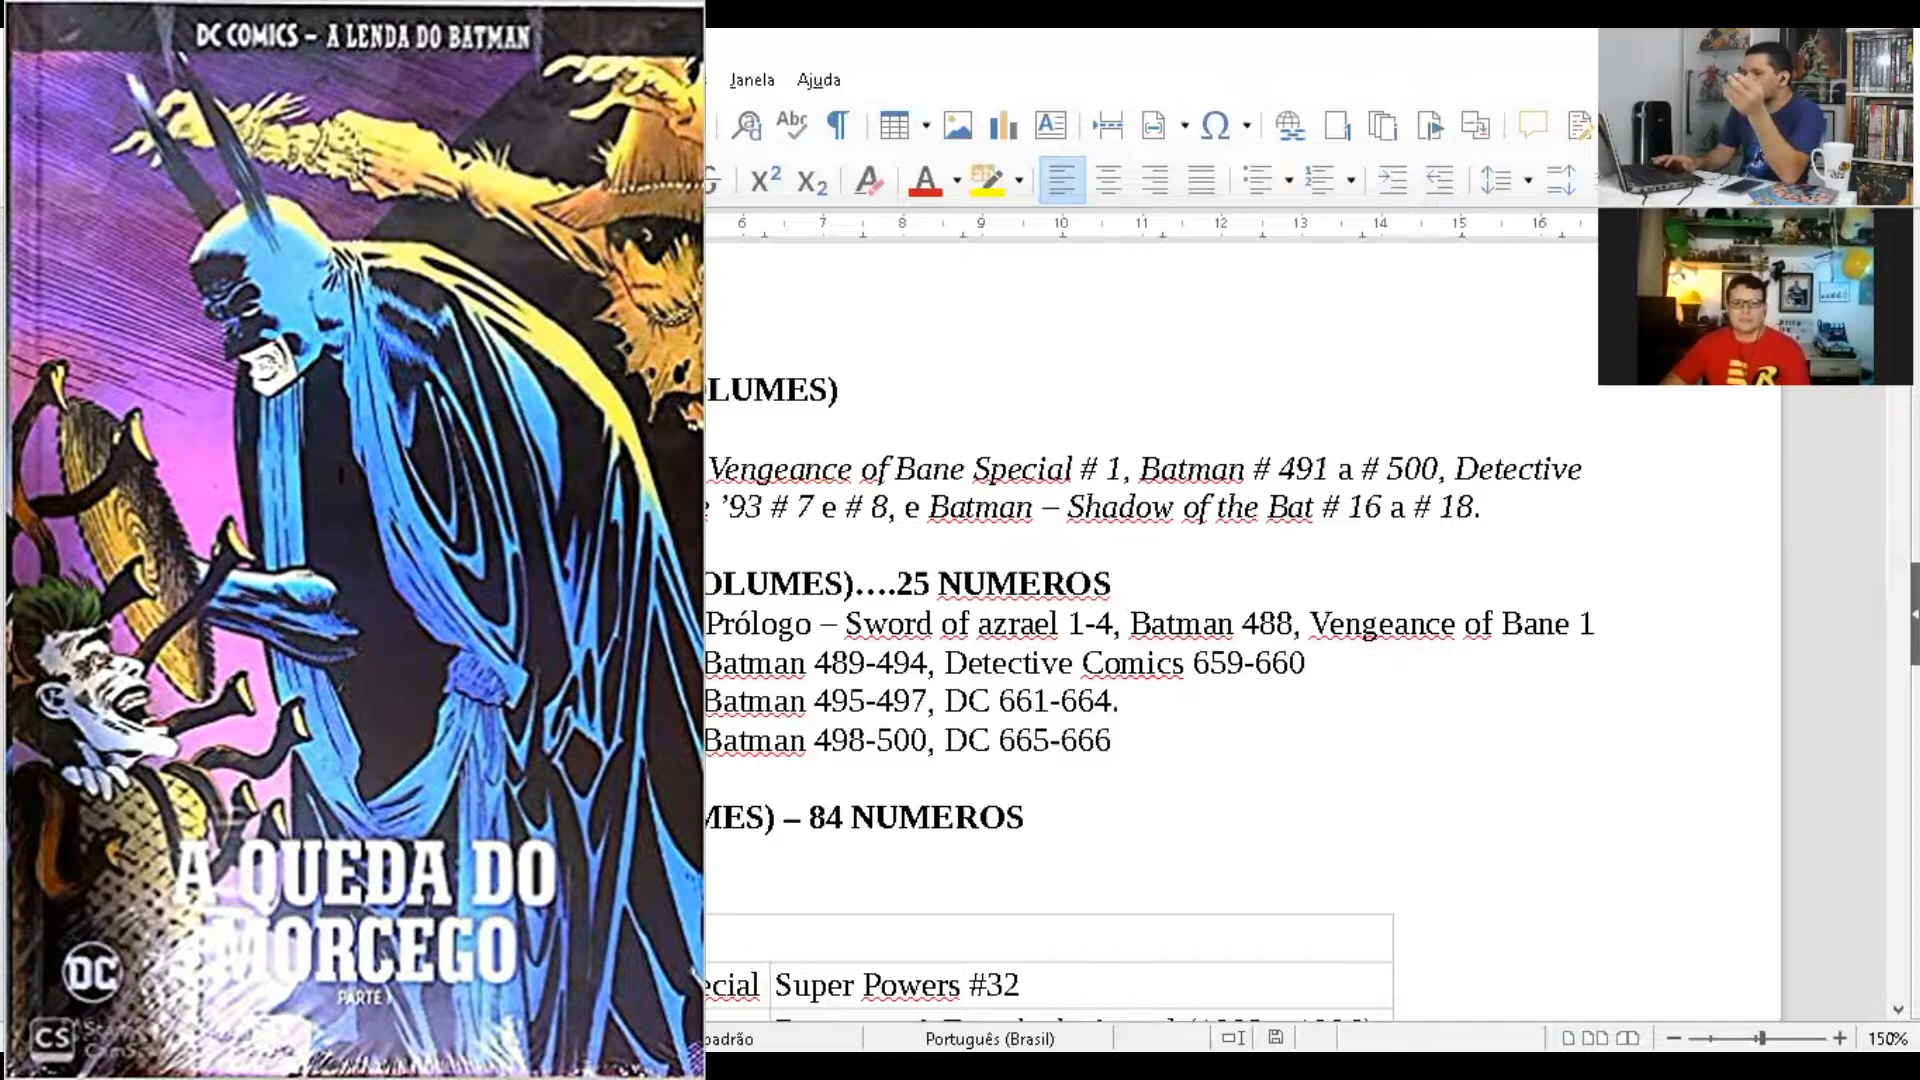 DC COMICS – A LENDA DO BATMAN
A QUEDA DO
MORCEGO
PARTE 1
DC
CS
Janela Ajuda
Abc
6 7 8 9 10 11 12 13 14 15 16
LUMES)
Vengeance of Bane Special # 1, Batman # 491 a # 500, Detective
’93 # 7 e # 8, e Batman – Shadow of the Bat # 16 a # 18.
OLUMES)….25 NUMEROS
Prólogo – Sword of azrael 1-4, Batman 488, Vengeance of Bane 1
Batman 489-494, Detective Comics 659-660
Batman 495-497, DC 661-664.
Batman 498-500, DC 665-666
MES) – 84 NUMEROS
ecial Super Powers #32
padrão Português (Brasil) 150%